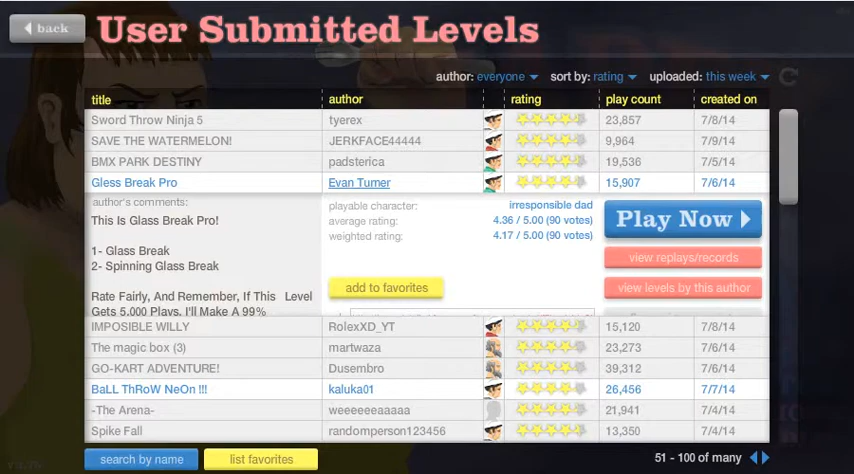 back
User Submitted Levels
author: everyone sort by: rating uploaded: this week
title author rating play count created on
Sword Throw Ninja 5 tyerex 23,857 7/8/14
SAVE THE WATERMELON! JERKFACE44444 9,964 7/9/14
BMX PARK DESTINY padsterica 19,536 7/5/14
Gless Break Pro Evan Turner 15,907 7/6/14
author's comments:
This Is Glass Break Pro!
1- Glass Break
2- Spinning Glass Break
Rate Fairly, And Remember, If This Level
Gets 5,000 Plays, I'll Make A 99%
playable character: irresponsible dad
average rating: 4.36 / 5.00 (90 votes)
weighted rating: 4.17 / 5.00 (90 votes)
add to favorites
Play Now
view replays/records
view levels by this author
IMPOSIBLE WILLY RolexXD_YT 15,120 7/8/14
The magic box (3) martwaza 23,273 7/6/14
GO-KART ADVENTURE! Dusembro 39,312 7/6/14
BaLL ThRoW NeOn !!! kaluka01 26,456 7/7/14
-The Arena- weeeeeeaaaaa 21,941 7/4/14
Spike Fall randomperson123456 13,350 7/4/14
search by name list favorites 51 - 100 of many